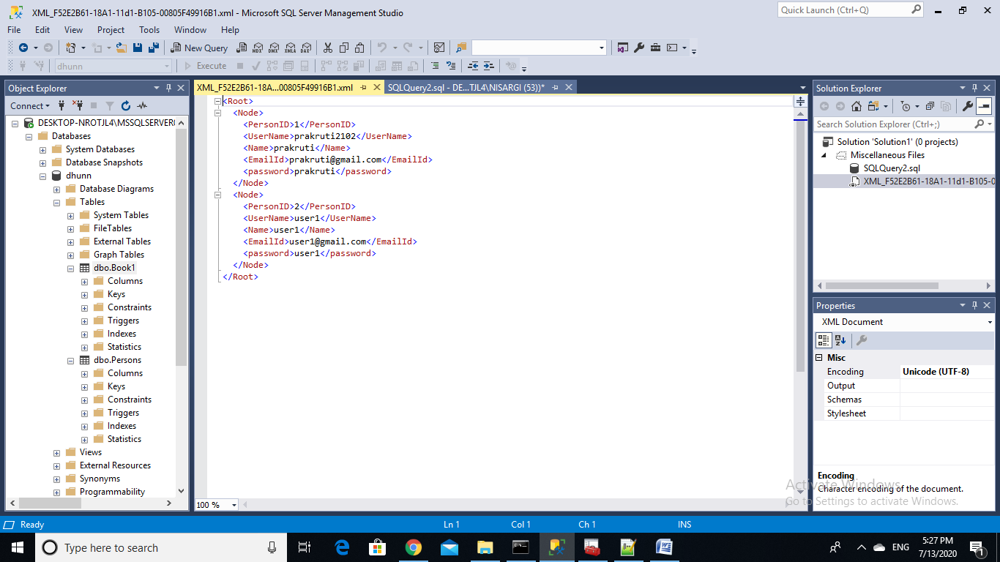 XML_F52E2B61-18A1-11d1-B105-00805F49916B1.xml - Microsoft SQL Server Management Studio
Quick Launch (Ctrl+Q)
File Edit View Project Tools Window Help
New Query
MDX DMX XMLA DAX
dhunn
Execute
Object Explorer
Connect
DESKTOP-NROTJL4\MSSQLSERVER(
Databases
System Databases
Database Snapshots
dhunn
Database Diagrams
Tables
System Tables
FileTables
External Tables
Graph Tables
dbo.Book1
Columns
Keys
Constraints
Triggers
Indexes
Statistics
dbo.Persons
Columns
Keys
Constraints
Triggers
Indexes
Statistics
Views
External Resources
Synonyms
Programmability
XML_F52E2B61-18A...00805F49916B1.xml
SQLQuery2.sql - DE...TJL4\NISARGI (53))*
<Root>
<Node>
<PersonID>1</PersonID>
<UserName>prakruti2102</UserName>
<Name>prakruti</Name>
<EmailId>prakruti@gmail.com</EmailId>
<password>prakruti</password>
</Node>
<Node>
<PersonID>2</PersonID>
<UserName>user1</UserName>
<Name>user1</Name>
<EmailId>user1@gmail.com</EmailId>
<password>user1</password>
</Node>
</Root>
100 %
Solution Explorer
Search Solution Explorer (Ctrl+;)
Solution 'Solution1' (0 projects)
Miscellaneous Files
SQLQuery2.sql
XML_F52E2B61-18A1-11d1-B105-0
Properties
XML Document
Misc
Encoding Unicode (UTF-8)
Output
Schemas
Stylesheet
Encoding
Character encoding of the document.
Activate Windows
Go to Settings to activate Windows.
Ready
Ln 1 Col 1 Ch 1 INS
Type here to search
ENG
5:27 PM
7/13/2020
1